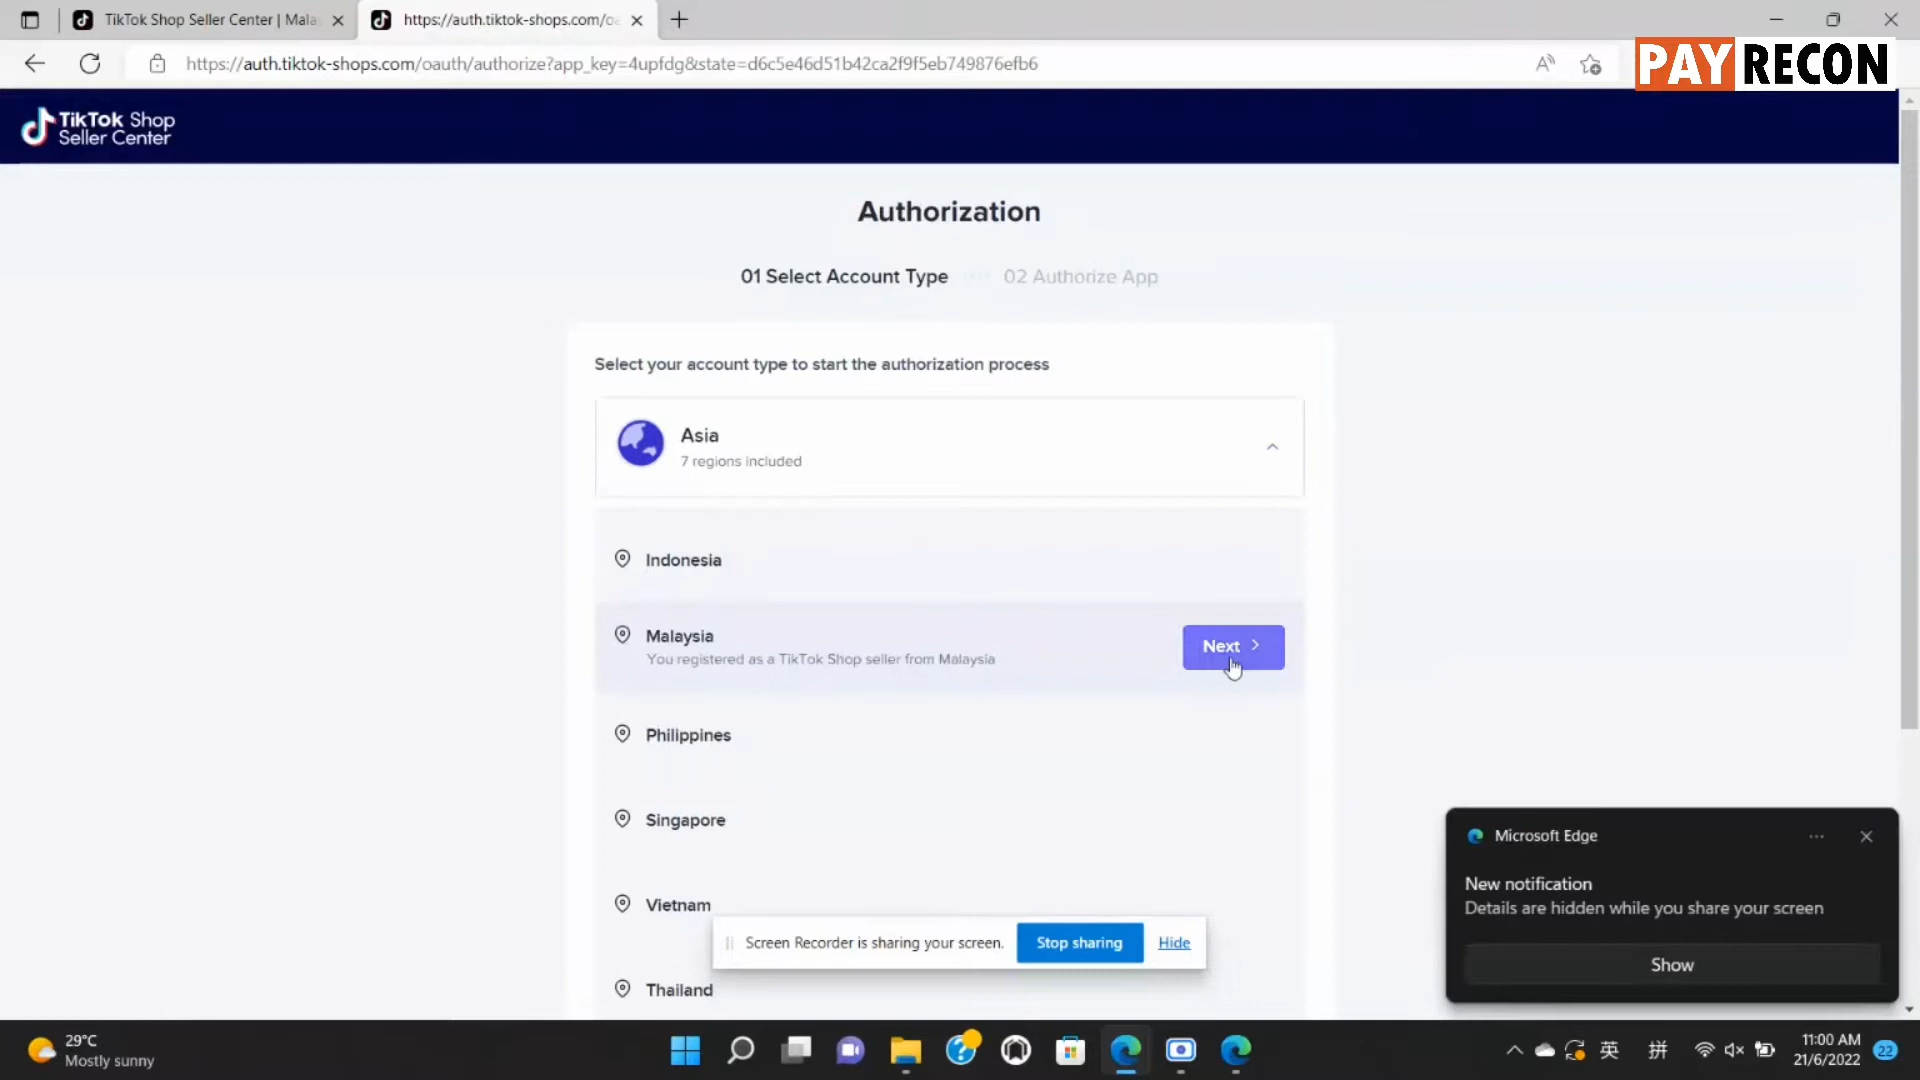 TikTok Shop Seller Center | Mala
https://auth.tiktok-shops.com/oa
https://auth.tiktok-shops.com/oauth/authorize?app_key=4upfdg&state=d6c5e46d51b42ca2f9f5eb749876efb6
PAY RECON
TikTok Shop
Seller Center
Authorization
01 Select Account Type
02 Authorize App
Select your account type to start the authorization process
Asia
7 regions included
Indonesia
Malaysia
You registered as a TikTok Shop seller from Malaysia
Next
Philippines
Singapore
Vietnam
Thailand
Screen Recorder is sharing your screen.
Stop sharing
Hide
Microsoft Edge
New notification
Details are hidden while you share your screen
Show
29°C
Mostly sunny
英
拼
11:00 AM
21/6/2022
22